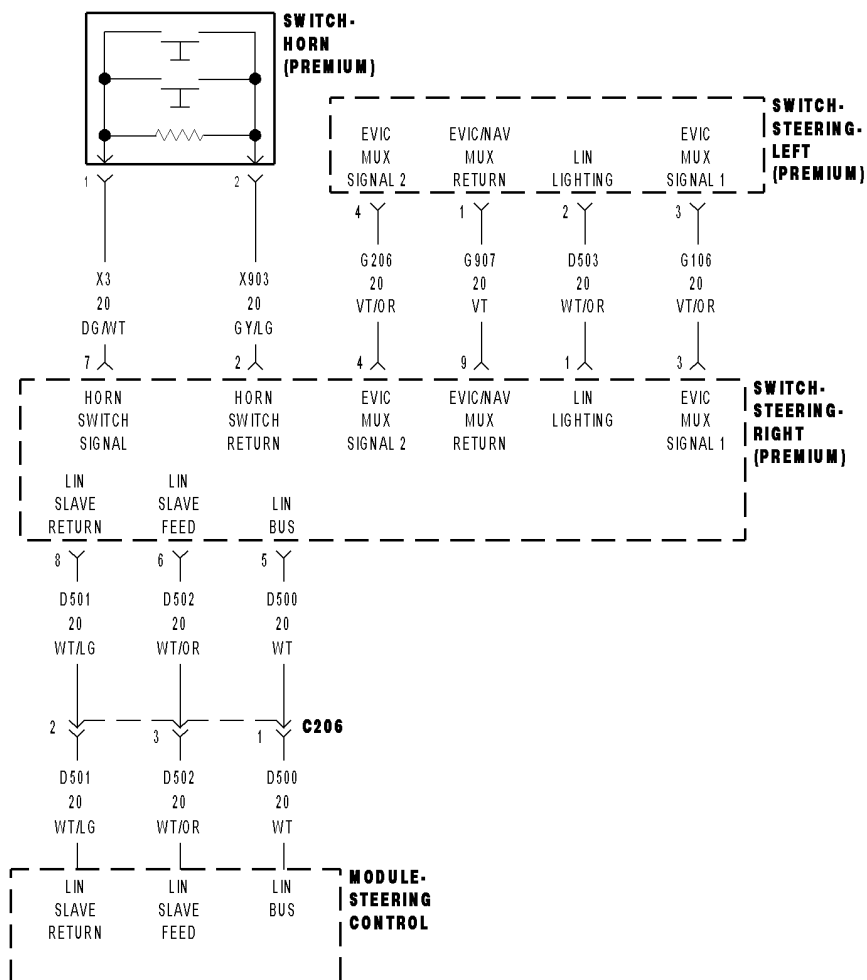 SWITCH-
HORN
(PREMIUM)
SWITCH-
STEERING-
LEFT
(PREMIUM)
EVIC
MUX
SIGNAL 2
EVIC/NAV
MUX
RETURN
LIN
LIGHTING
EVIC
MUX
SIGNAL 1
1
2
4
1
2
3
X3
20
DG/WT
X903
20
GY/LG
G206
20
VT/OR
G907
20
VT
D503
20
WT/OR
G106
20
VT/OR
7
2
4
9
1
3
SWITCH-
STEERING-
RIGHT
(PREMIUM)
HORN
SWITCH
SIGNAL
HORN
SWITCH
RETURN
EVIC
MUX
SIGNAL 2
EVIC/NAV
MUX
RETURN
LIN
LIGHTING
EVIC
MUX
SIGNAL 1
LIN
SLAVE
RETURN
LIN
SLAVE
FEED
LIN
BUS
8
6
5
D501
20
WT/LG
D502
20
WT/OR
D500
20
WT
2
3
1
C206
D501
20
WT/LG
D502
20
WT/OR
D500
20
WT
MODULE-
STEERING
CONTROL
LIN
SLAVE
RETURN
LIN
SLAVE
FEED
LIN
BUS